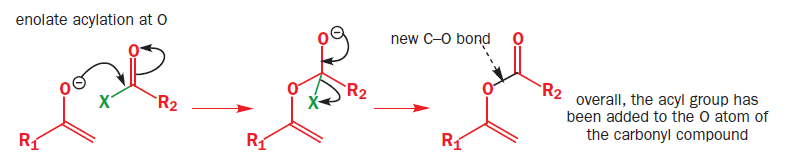 enolate acylation at O
O
O
X
R2
R1
O
O
X
R2
R1
new C–O bond
O
O
R2
R1
overall, the acyl group has
been added to the O atom of
the carbonyl compound